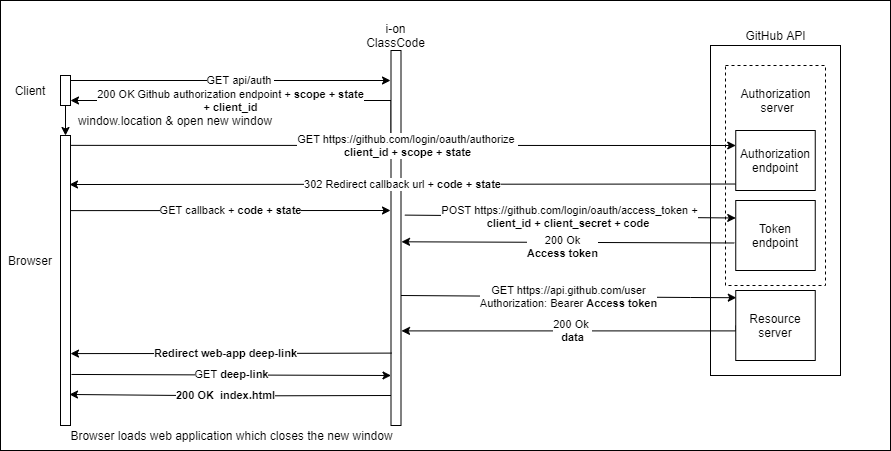 i-on
ClassCode
GitHub API
Client
GET api/auth
200 OK Github authorization endpoint + scope + state
+ client_id
window.location & open new window
Authorization
server
GET https://github.com/login/oauth/authorize
client_id + scope + state
Authorization
endpoint
302 Redirect callback url + code + state
GET callback + code + state
POST https://github.com/login/oauth/access_token +
client_id + client_secret + code
Token
endpoint
200 Ok
Access token
Browser
GET https://api.github.com/user
Authorization: Bearer Access token
Resource
server
200 Ok
data
Redirect web-app deep-link
GET deep-link
200 OK index.html
Browser loads web application which closes the new window